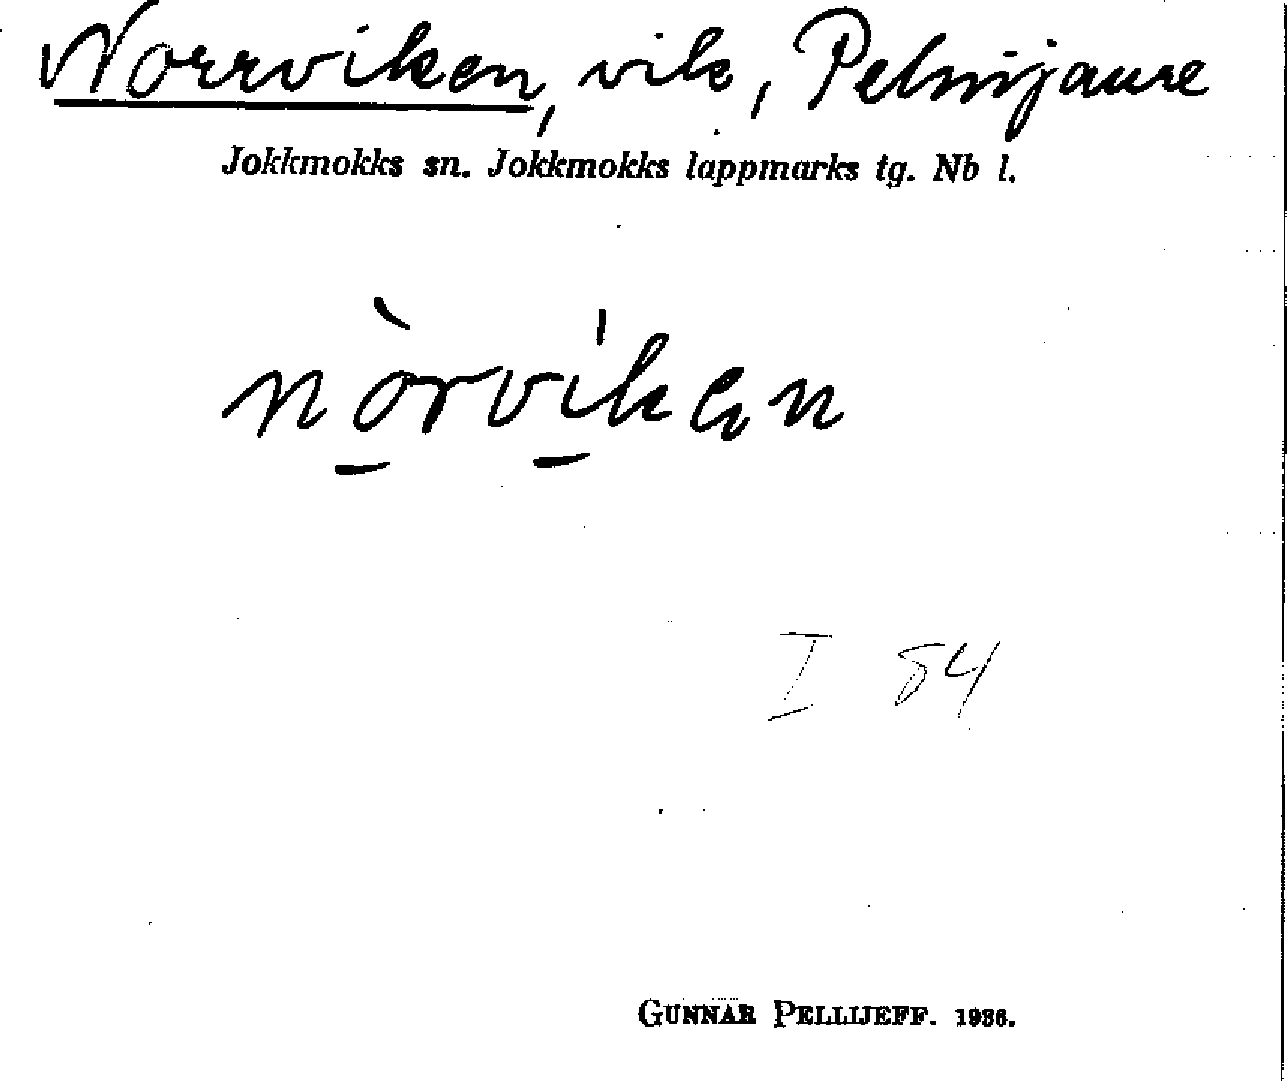 Norrviken, vik, Pelnijaure
Jokkmokks sn. Jokkmokks lappmarks tg. Nb l.
nòrviken
I 84
GUNNAR PELLIJEFF. 1936.